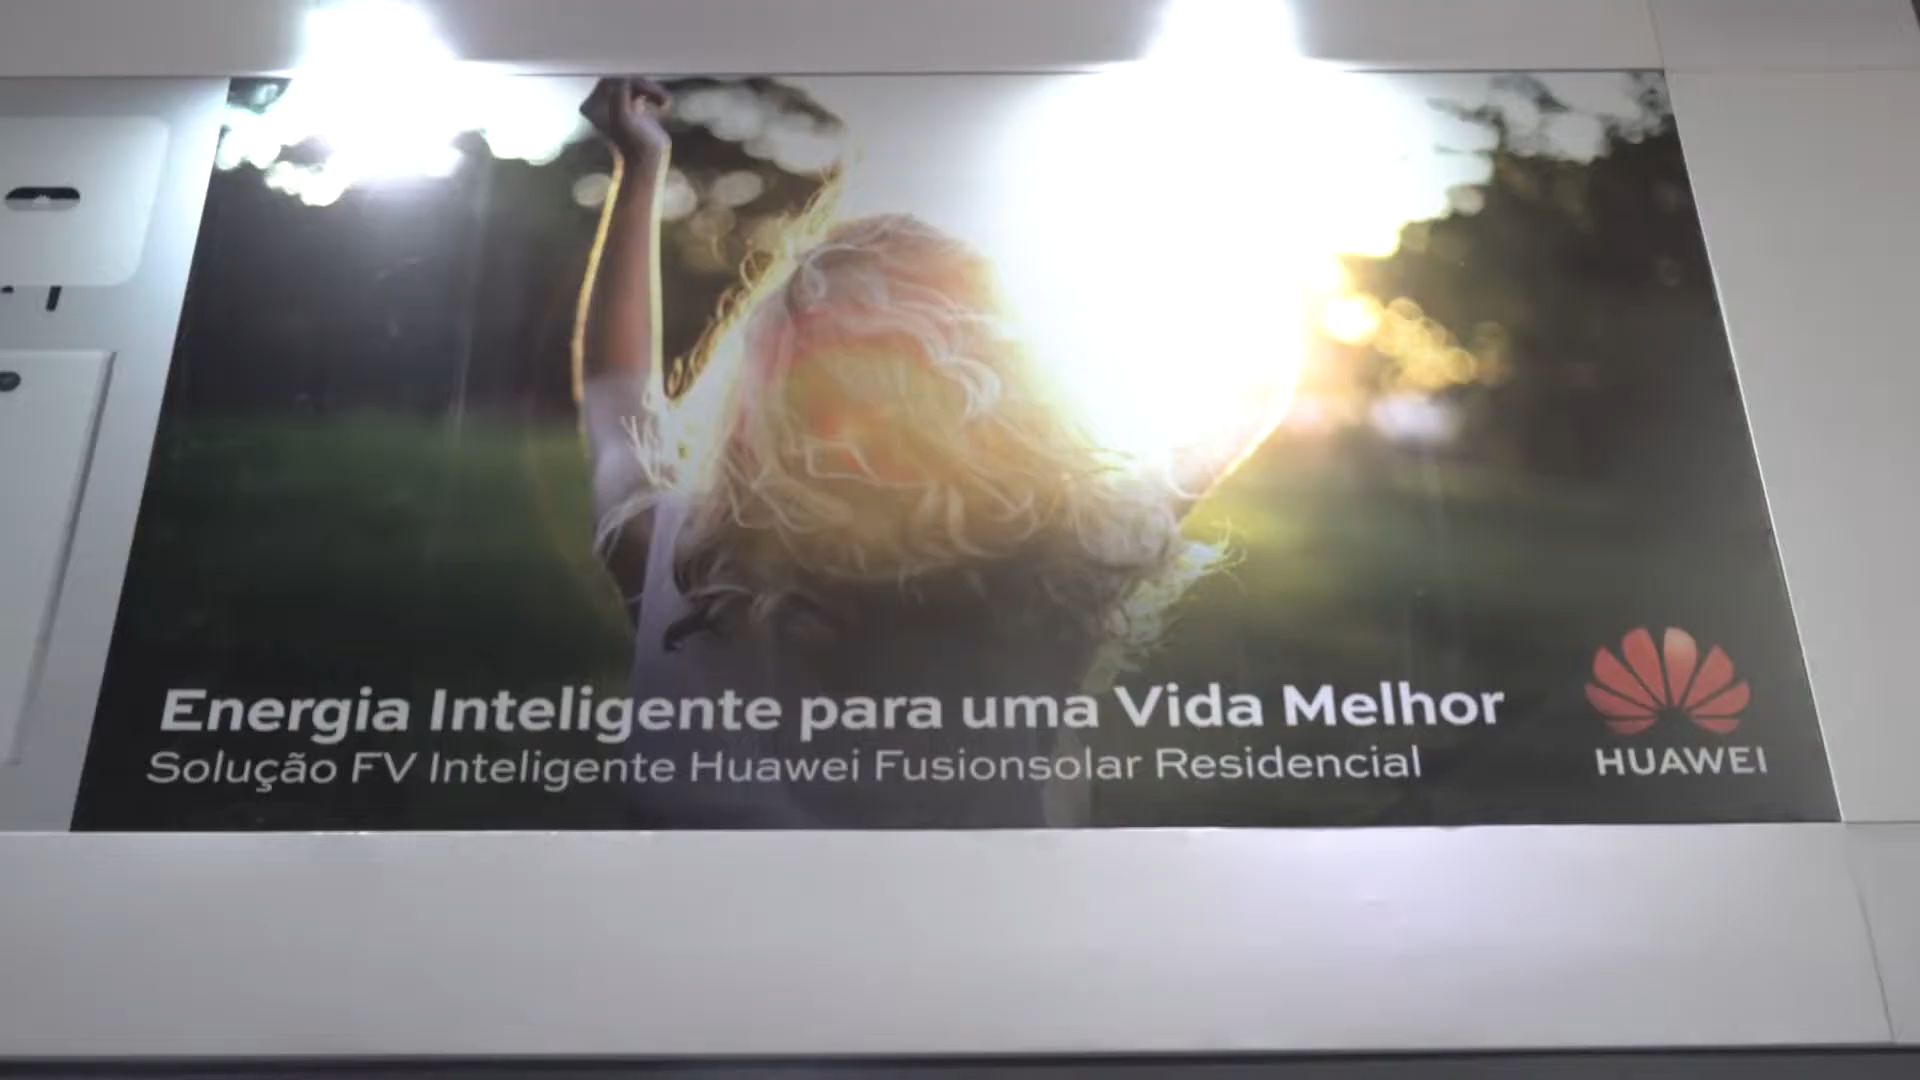 Energia Inteligente para uma Vida Melhor
Solução FV Inteligente Huawei Fusionsolar Residencial
HUAWEI